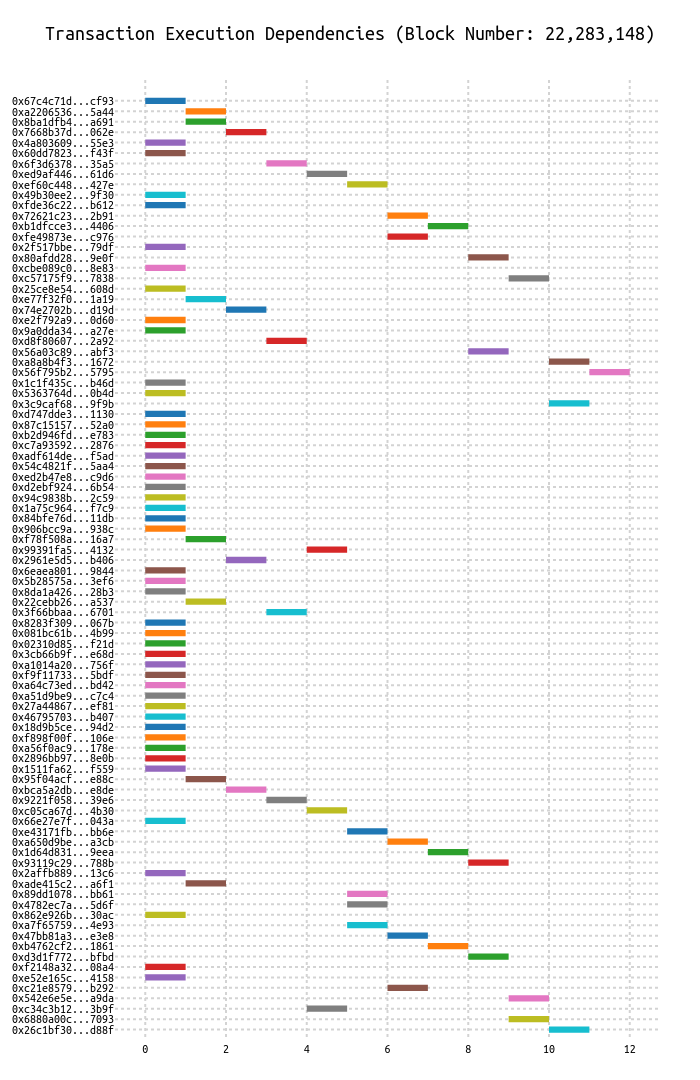 Transaction Execution Dependencies (Block Number: 22,283,148)
0x67c4c71d...cf93
0xa2206536...5a44
0x8ba1dfb4...a691
0x7668b37d...062e
0x4a803609...55e3
0x60dd7823...f43f
0x6f3d6378...35a5
0xed9af446...61d6
0xef60c448...427e
0x49b30ee2...9f30
0xfde36c22...b612
0x72621c23...2b91
0xb1dfcce3...4406
0xfe49873e...c976
0x2f517bbe...79df
0x80afdd28...9e0f
0xcbe089c0...8e83
0xc57175f9...7838
0x25ce8e54...608d
0xe77f32f0...1a19
0x74e2702b...d19d
0xe2f792a9...0d60
0x9a0dda34...a27e
0xd8f80607...2a92
0x56a03c89...abf3
0xa8a8b4f3...1672
0x56f795b2...5795
0x1c1f435c...b46d
0x5363764d...0b4d
0x3c9caf68...9f9b
0xd747dde3...1130
0x87c15157...52a0
0xb2d946fd...e783
0xc7a93592...2876
0xadf614de...f5ad
0x54c4821f...5aa4
0xed2b47e8...c9d6
0xd2ebf924...6b54
0x94c9838b...2c59
0x1a75c964...f7c9
0x84bfe76d...11db
0x906bcc9a...938c
0xf78f508a...16a7
0x99391fa5...4132
0x2961e5d5...b406
0x6eaea801...9844
0x5b28575a...3ef6
0x8da1a426...28b3
0x22cebb26...a537
0x3f66bbaa...6701
0x8283f309...067b
0x081bc61b...4b99
0x02310d85...f21d
0x3cb66b9f...e68d
0xa1014a20...756f
0xf9f11733...5bdf
0xa64c73ed...bd42
0xa51d9be9...c7c4
0x27a44867...ef81
0x46795703...b407
0x18d9b5ce...94d2
0xf898f00f...106e
0xa56f0ac9...178e
0x2896bb97...8e0b
0x1511fa62...f559
0x95f04acf...e88c
0xbca5a2db...e8de
0x9221f058...39e6
0xc05ca67d...4b30
0x66e27e7f...043a
0xe43171fb...bb6e
0xa650d9be...a3cb
0x1d64d831...9eea
0x93119c29...788b
0x2affb889...13c6
0xade415c2...a6f1
0x89dd1078...bb61
0x4782ec7a...5d6f
0x862e926b...30ac
0xa7f65759...4e93
0x47bb81a3...e3e8
0xb4762cf2...1861
0xd3d1f772...bfbd
0xf2148a32...08a4
0xe52e165c...4158
0xc21e8579...b292
0x542e6e5e...a9da
0xc34c3b12...3b9f
0x6880a00c...7093
0x26c1bf30...d88f
0 2 4 6 8 10 12